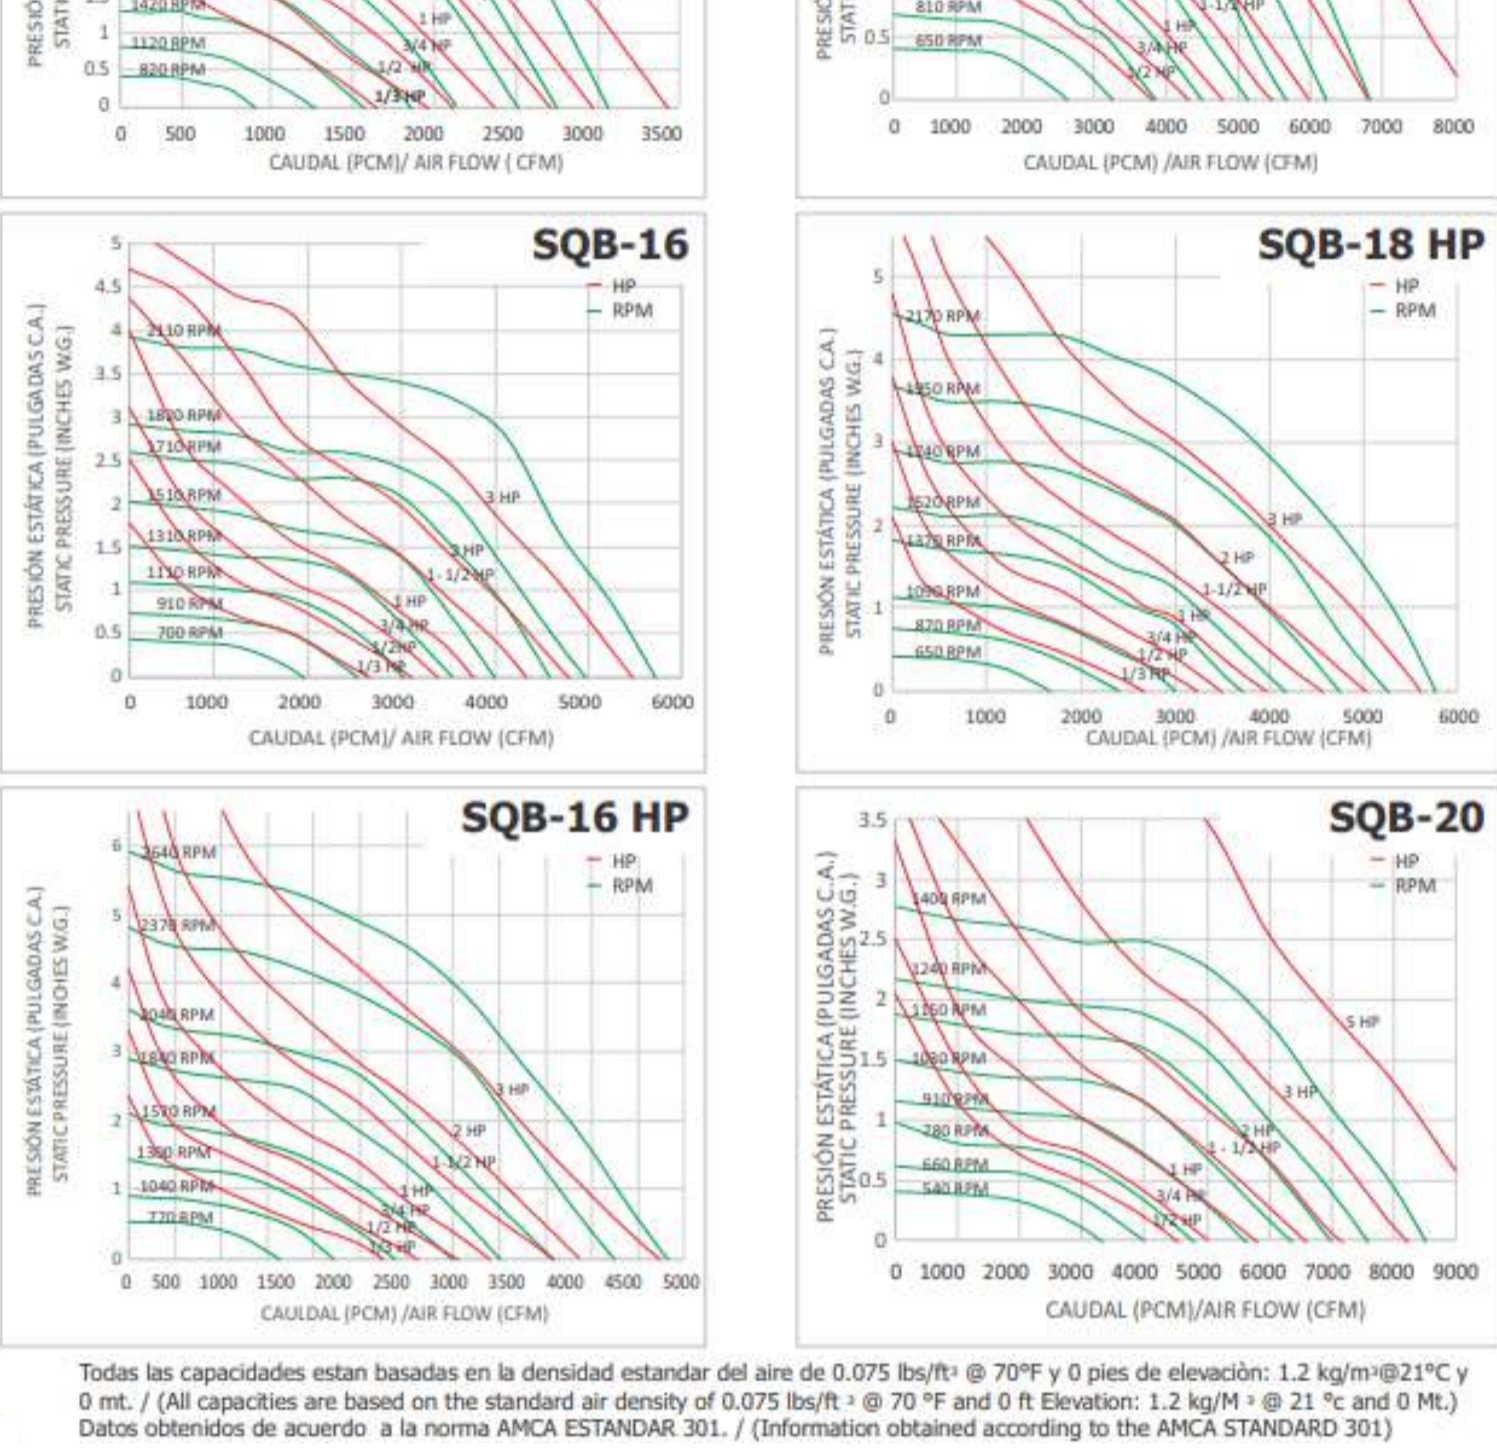 PRESIÓ
STATI
1
0.5
0
1420 RPM
1120 RPM
820 RPM
1 HP
3/4 HP
1/2 HP
1/3 HP
0 500 1000 1500 2000 2500 3000 3500
CAUDAL (PCM)/ AIR FLOW ( CFM)
PRESIÓ
STATI
0.5
0
810 RPM
650 RPM
1-1/2 HP
1 HP
3/4 HP
1/2 HP
0 1000 2000 3000 4000 5000 6000 7000 8000
CAUDAL (PCM) /AIR FLOW (CFM)
SQB-16
HP
RPM
PRESIÓN ESTÁTICA (PULGADAS C.A.)
STATIC PRESSURE (INCHES W.G.)
5
4.5
4
3.5
3
2.5
2
1.5
1
0.5
0
2110 RPM
1820 RPM
1710 RPM
1510 RPM
1310 RPM
1110 RPM
910 RPM
700 RPM
3 HP
2 HP
1- 1/2 HP
1 HP
3/4 HP
1/2HP
1/3 HP
0 1000 2000 3000 4000 5000 6000
CAUDAL (PCM)/ AIR FLOW (CFM)
SQB-18 HP
HP
RPM
PRESIÓN ESTÁTICA (PULGADAS C.A.)
STATIC PRESSURE (INCHES W.G.)
5
4
3
2
1
0
2170 RPM
1950 RPM
1740 RPM
1520 RPM
1370 RPM
1090 RPM
870 RPM
650 RPM
3 HP
2 HP
1-1/2 HP
1 HP
3/4 HP
1/2 HP
1/3 HP
0 1000 2000 3000 4000 5000 6000
CAUDAL (PCM) /AIR FLOW (CFM)
SQB-16 HP
HP
RPM
PRESIÓN ESTÁTICA (PULGADAS C.A.)
STATIC PRESSURE (INCHES W.G.)
6
5
4
3
2
1
0
2640 RPM
2370 RPM
2040 RPM
1840 RPM
1570 RPM
1300 RPM
1040 RPM
770 RPM
3 HP
2 HP
1-1/2 HP
1 HP
3/4 HP
1/2 HP
1/3 HP
0 500 1000 1500 2000 2500 3000 3500 4000 4500 5000
CAULDAL (PCM) /AIR FLOW (CFM)
SQB-20
HP
RPM
PRESIÓN ESTÁTICA (PULGADAS C.A.)
STATIC PRESSURE (INCHES W.G.)
3.5
3
2.5
2
1.5
1
0.5
0
1400 RPM
1240 RPM
1150 RPM
1030 RPM
910 RPM
780 RPM
660 RPM
540 RPM
5 HP
3 HP
2 HP
1 - 1/2 HP
1 HP
3/4 HP
1/2 HP
0 1000 2000 3000 4000 5000 6000 7000 8000 9000
CAUDAL (PCM)/AIR FLOW (CFM)
Todas las capacidades estan basadas en la densidad estandar del aire de 0.075 lbs/ft³ @ 70°F y 0 pies de elevaciòn: 1.2 kg/m³@21°C y
0 mt. / (All capacities are based on the standard air density of 0.075 lbs/ft ³ @ 70 °F and 0 ft Elevation: 1.2 kg/M ³ @ 21 °c and 0 Mt.)
Datos obtenidos de acuerdo a la norma AMCA ESTANDAR 301. / (Information obtained according to the AMCA STANDARD 301)